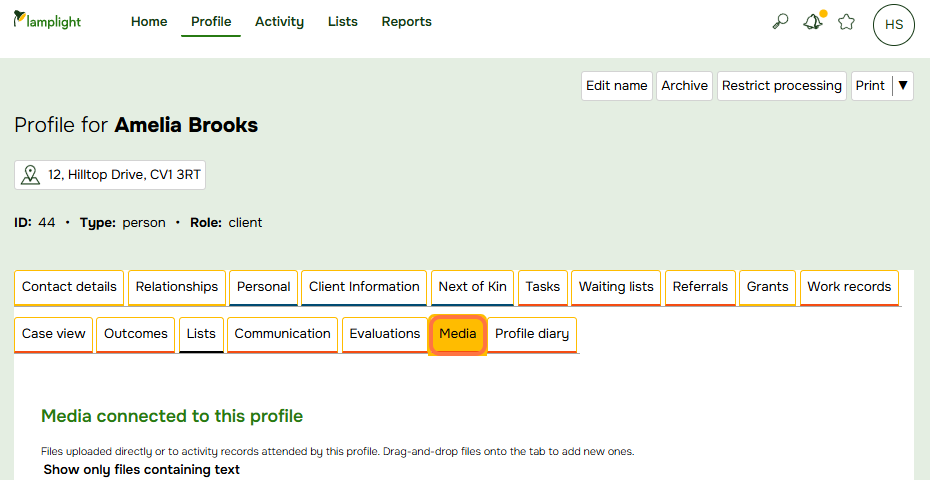 lamplight Home Profile Activity Lists Reports HS
Edit name Archive Restrict processing Print ▼
Profile for Amelia Brooks
12, Hilltop Drive, CV1 3RT
ID: 44 • Type: person • Role: client
Contact details Relationships Personal Client Information Next of Kin Tasks Waiting lists Referrals Grants Work records
Case view Outcomes Lists Communication Evaluations Media Profile diary
Media connected to this profile
Files uploaded directly or to activity records attended by this profile. Drag-and-drop files onto the tab to add new ones.
Show only files containing text